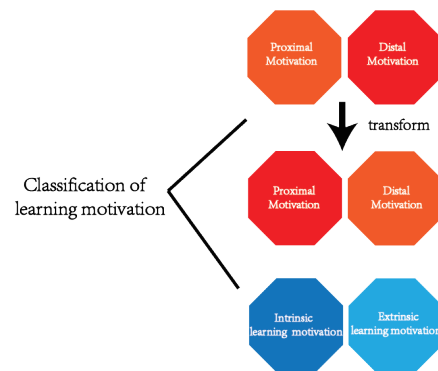 Proximal
Motivation
Distal
Motivation
transform
Classification of
learning motivation
Proximal
Motivation
Distal
Motivation
Intrinsic
learning motivation
Extrinsic
learning motivation